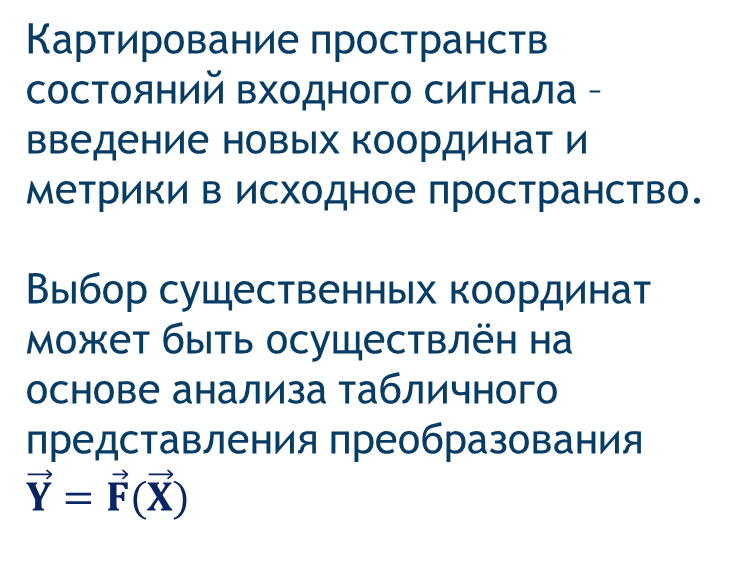 Картирование пространств
состояний входного сигнала –
введение новых координат и
метрики в исходное пространство.
Выбор существенных координат
может быть осуществлён на
основе анализа табличного
представления преобразования
$\vec{\mathbf{Y}} = \vec{\mathbf{F}}(\vec{\mathbf{X}})$